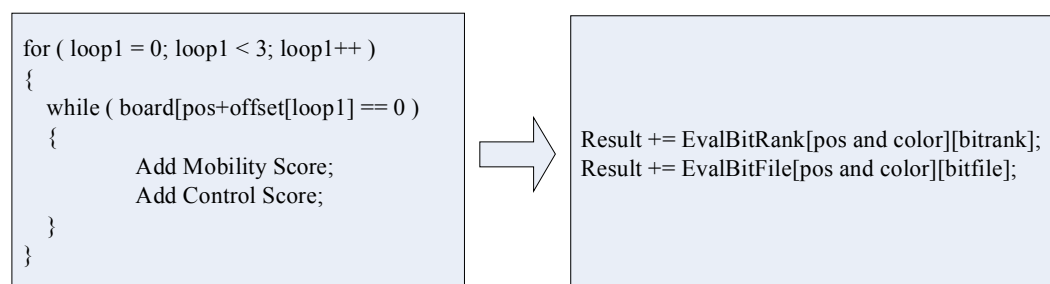 for ( loop1 = 0; loop1 < 3; loop1++ )
{
while ( board[pos+offset[loop1] == 0 )
{
Add Mobility Score;
Add Control Score;
}
}
Result += EvalBitRank[pos and color][bitrank];
Result += EvalBitFile[pos and color][bitfile];